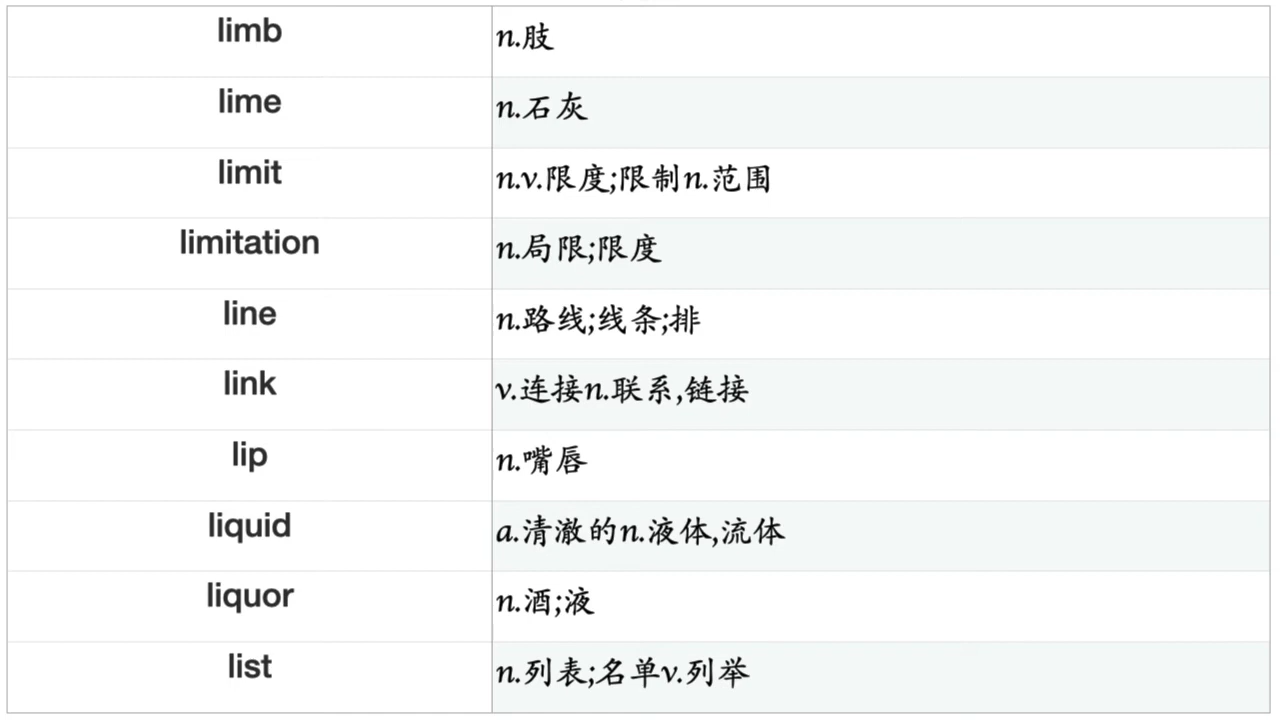 limb n.肢
lime n.石灰
limit n.v.限度;限制n.范围
limitation n.局限;限度
line n.路线;线条;排
link v.连接n.联系,链接
lip n.嘴唇
liquid a.清澈的n.液体,流体
liquor n.酒;液
list n.列表;名单v.列举